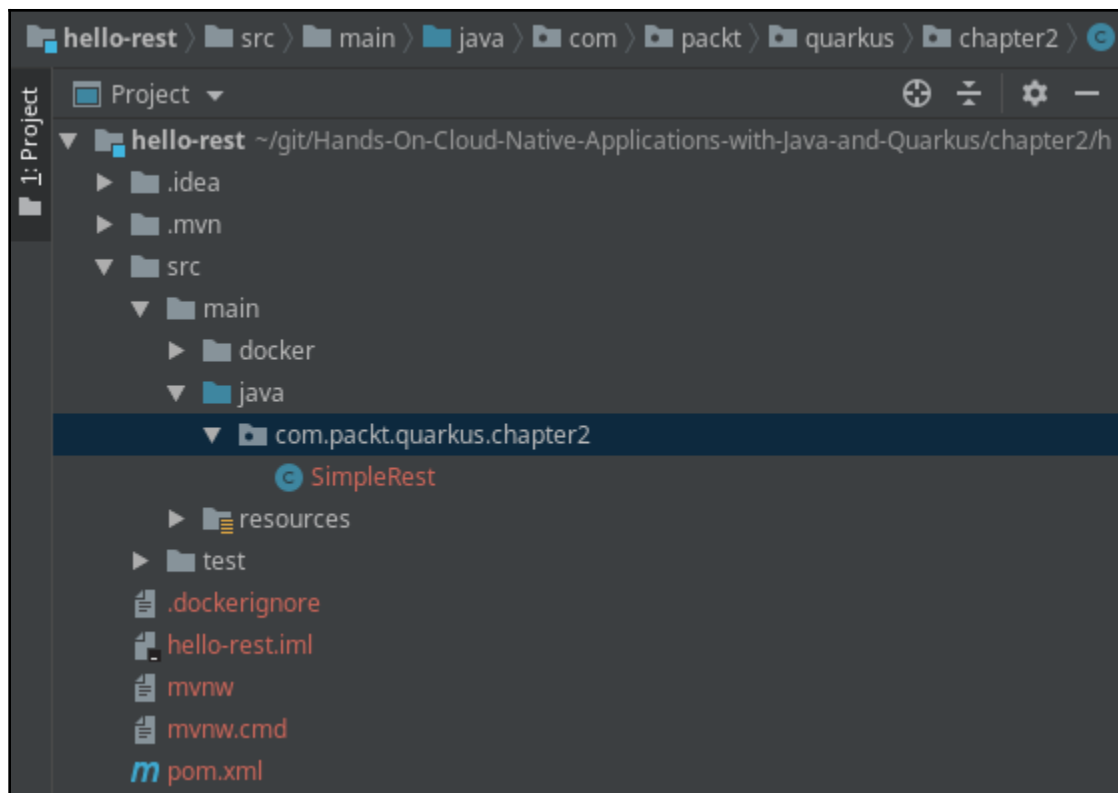 hello-rest src main java com packt quarkus chapter2
1: Project
Project
hello-rest ~/git/Hands-On-Cloud-Native-Applications-with-Java-and-Quarkus/chapter2/h
.idea
.mvn
src
main
docker
java
com.packt.quarkus.chapter2
SimpleRest
resources
test
.dockerignore
hello-rest.iml
mvnw
mvnw.cmd
pom.xml